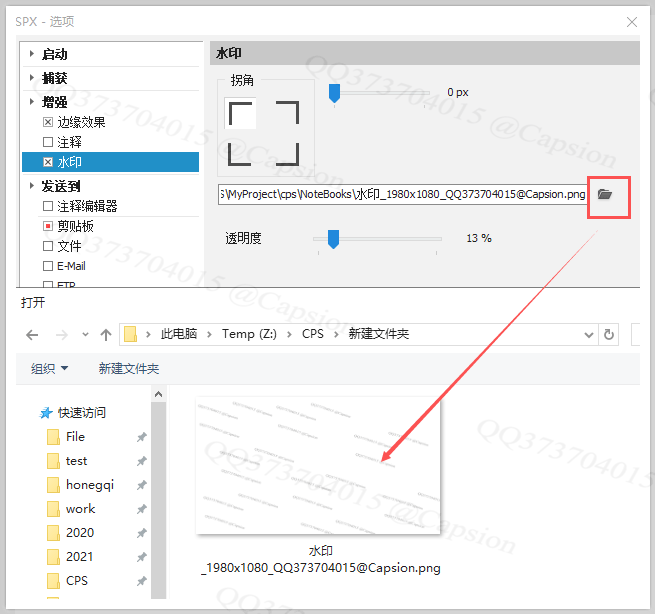 SPX - 选项
启动
捕获
增强
边缘效果
注释
水印
发送到
注释编辑器
剪贴板
文件
E-Mail
FTP
水印
拐角
0 px
S\MyProject\cps\NoteBooks\水印_1980x1080_QQ373704015@Capsion.png
透明度
13 %
打开
此电脑 > Temp (Z:) > CPS > 新建文件夹
组织 新建文件夹
快速访问
File
test
honegqi
work
2020
2021
CPS
水印
_1980x1080_QQ373704015@Capsion.png
QQ373704015 @Capsion
QQ373704015 @Capsion
QQ373704015 @Capsion
QQ373704015